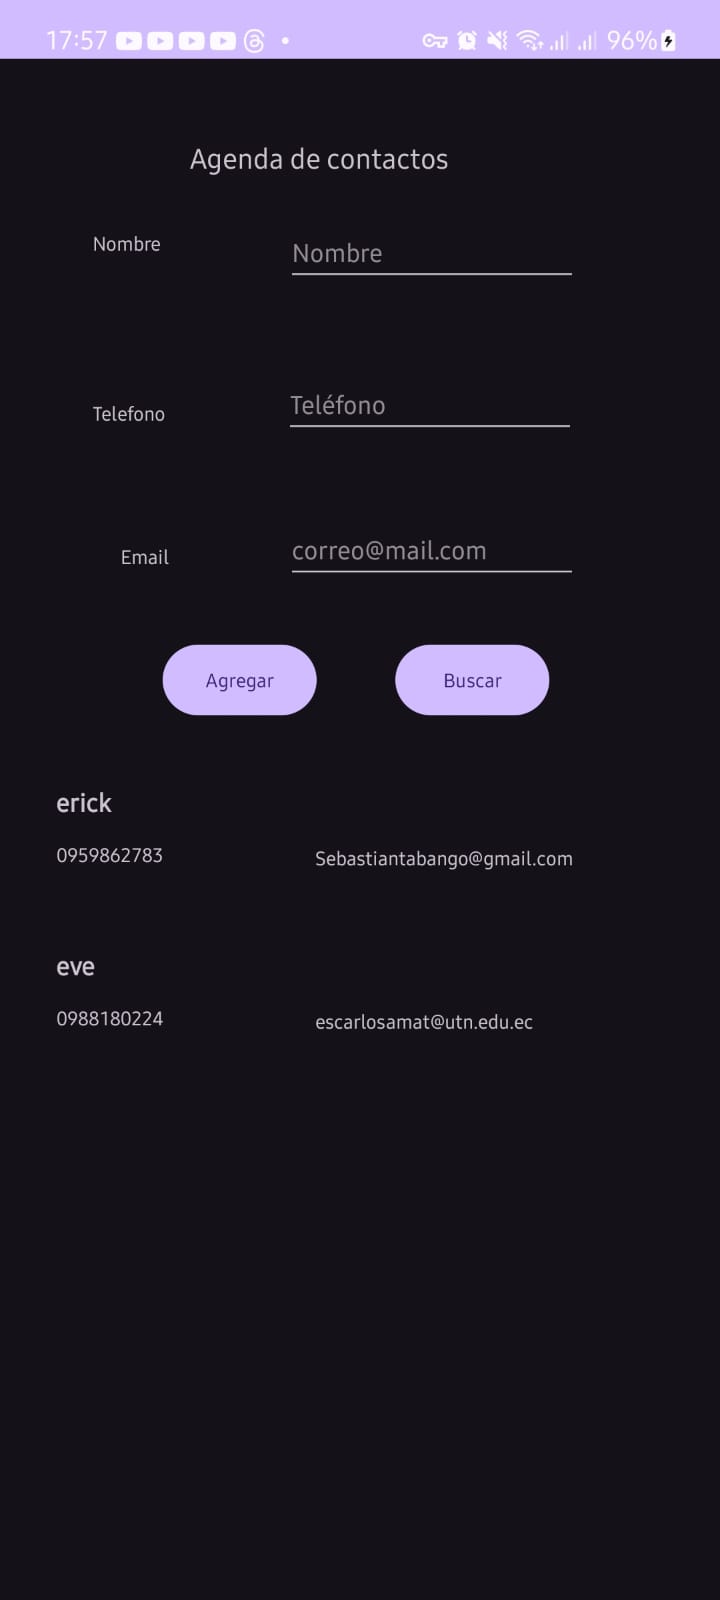 17:57 96%
Agenda de contactos
Nombre Nombre
Telefono Teléfono
Email correo@mail.com
Agregar Buscar
erick
0959862783 Sebastiantabango@gmail.com
eve
0988180224 escarlosamat@utn.edu.ec